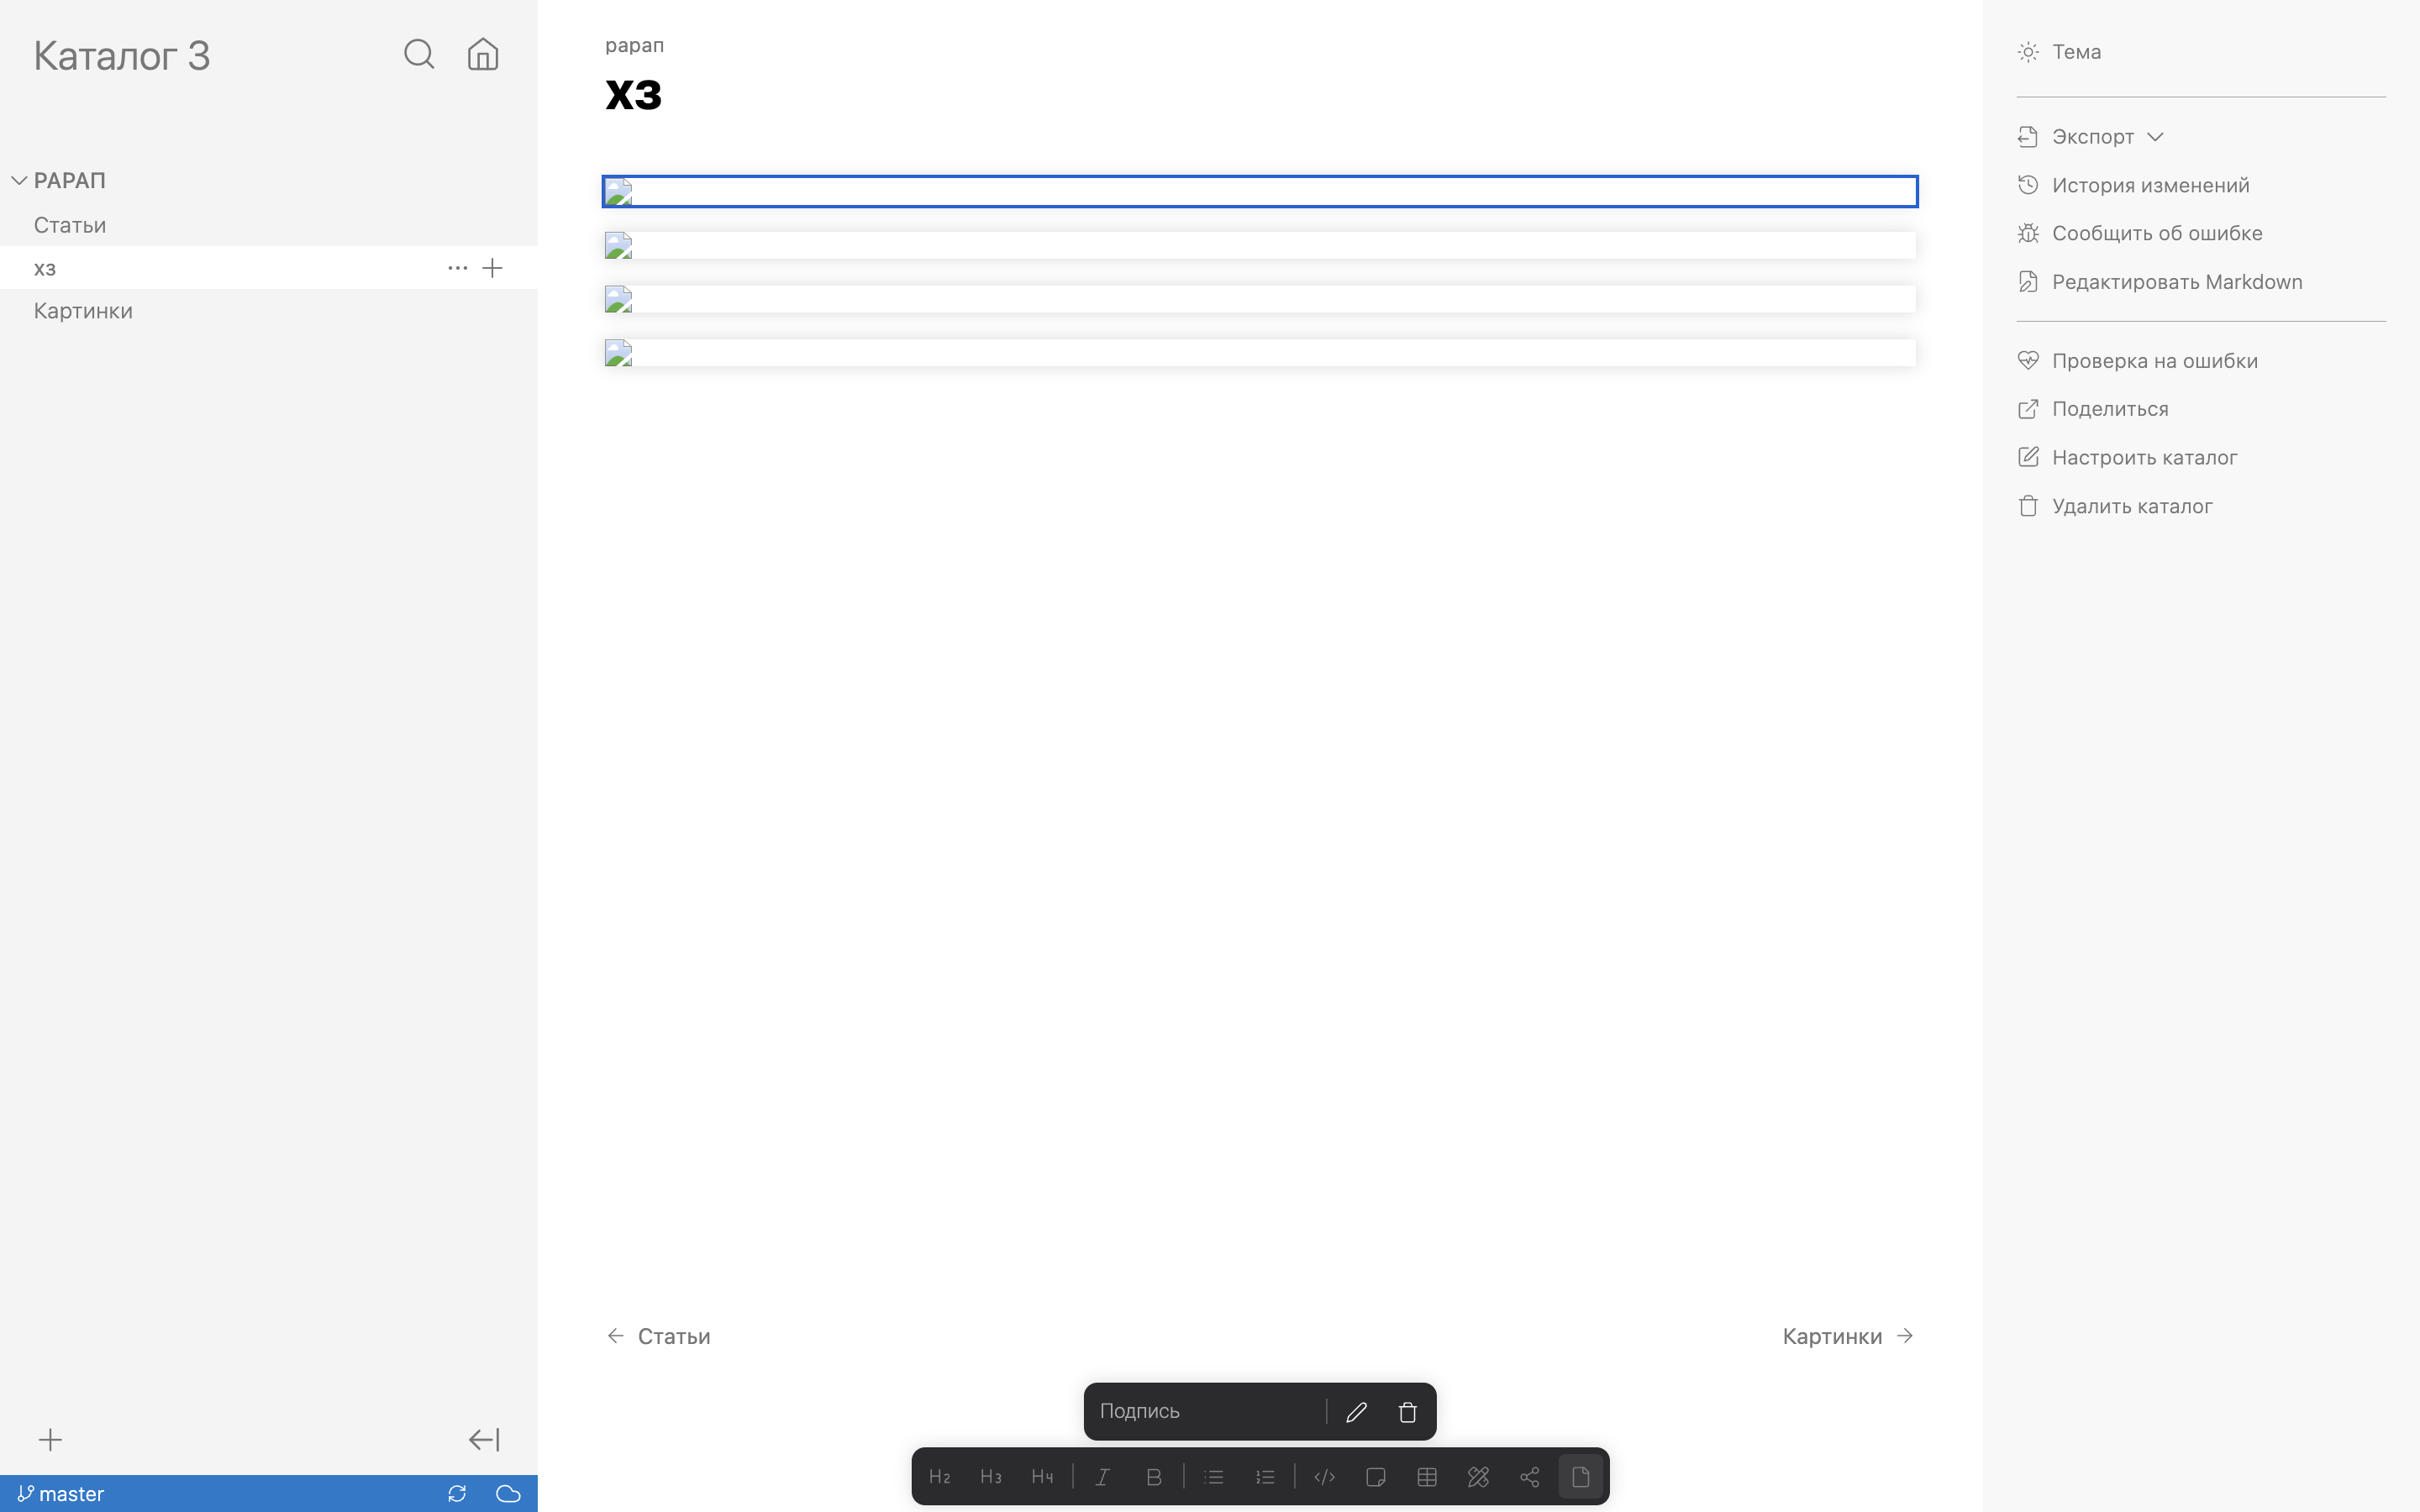 Каталог 3
РАРАП
Статьи
хз
Картинки
master
рарап
хз
Статьи
Картинки
Подпись
H2 H3 H4 I B
Тема
Экспорт
История изменений
Сообщить об ошибке
Редактировать Markdown
Проверка на ошибки
Поделиться
Настроить каталог
Удалить каталог